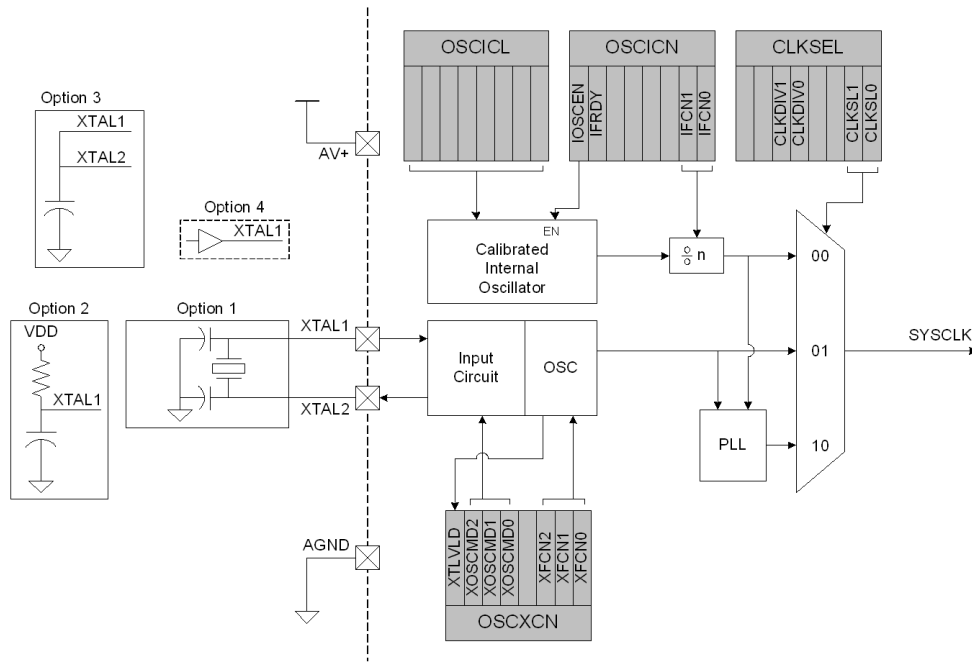 OSCICL
OSCICN
CLKSEL
IOSCEN
IFRDY
IFCN1
IFCN0
CLKDIV1
CLKDIV0
CLKSL1
CLKSL0
Option 3
XTAL1
XTAL2
AV+
Option 4
XTAL1
EN
Calibrated
Internal
Oscillator
n
00
Option 2
VDD
XTAL1
Option 1
XTAL1
XTAL2
Input
Circuit
OSC
01
SYSCLK
PLL
10
AGND
XTLVLD
XOSCMD2
XOSCMD1
XOSCMD0
XFCN2
XFCN1
XFCN0
OSCXCN